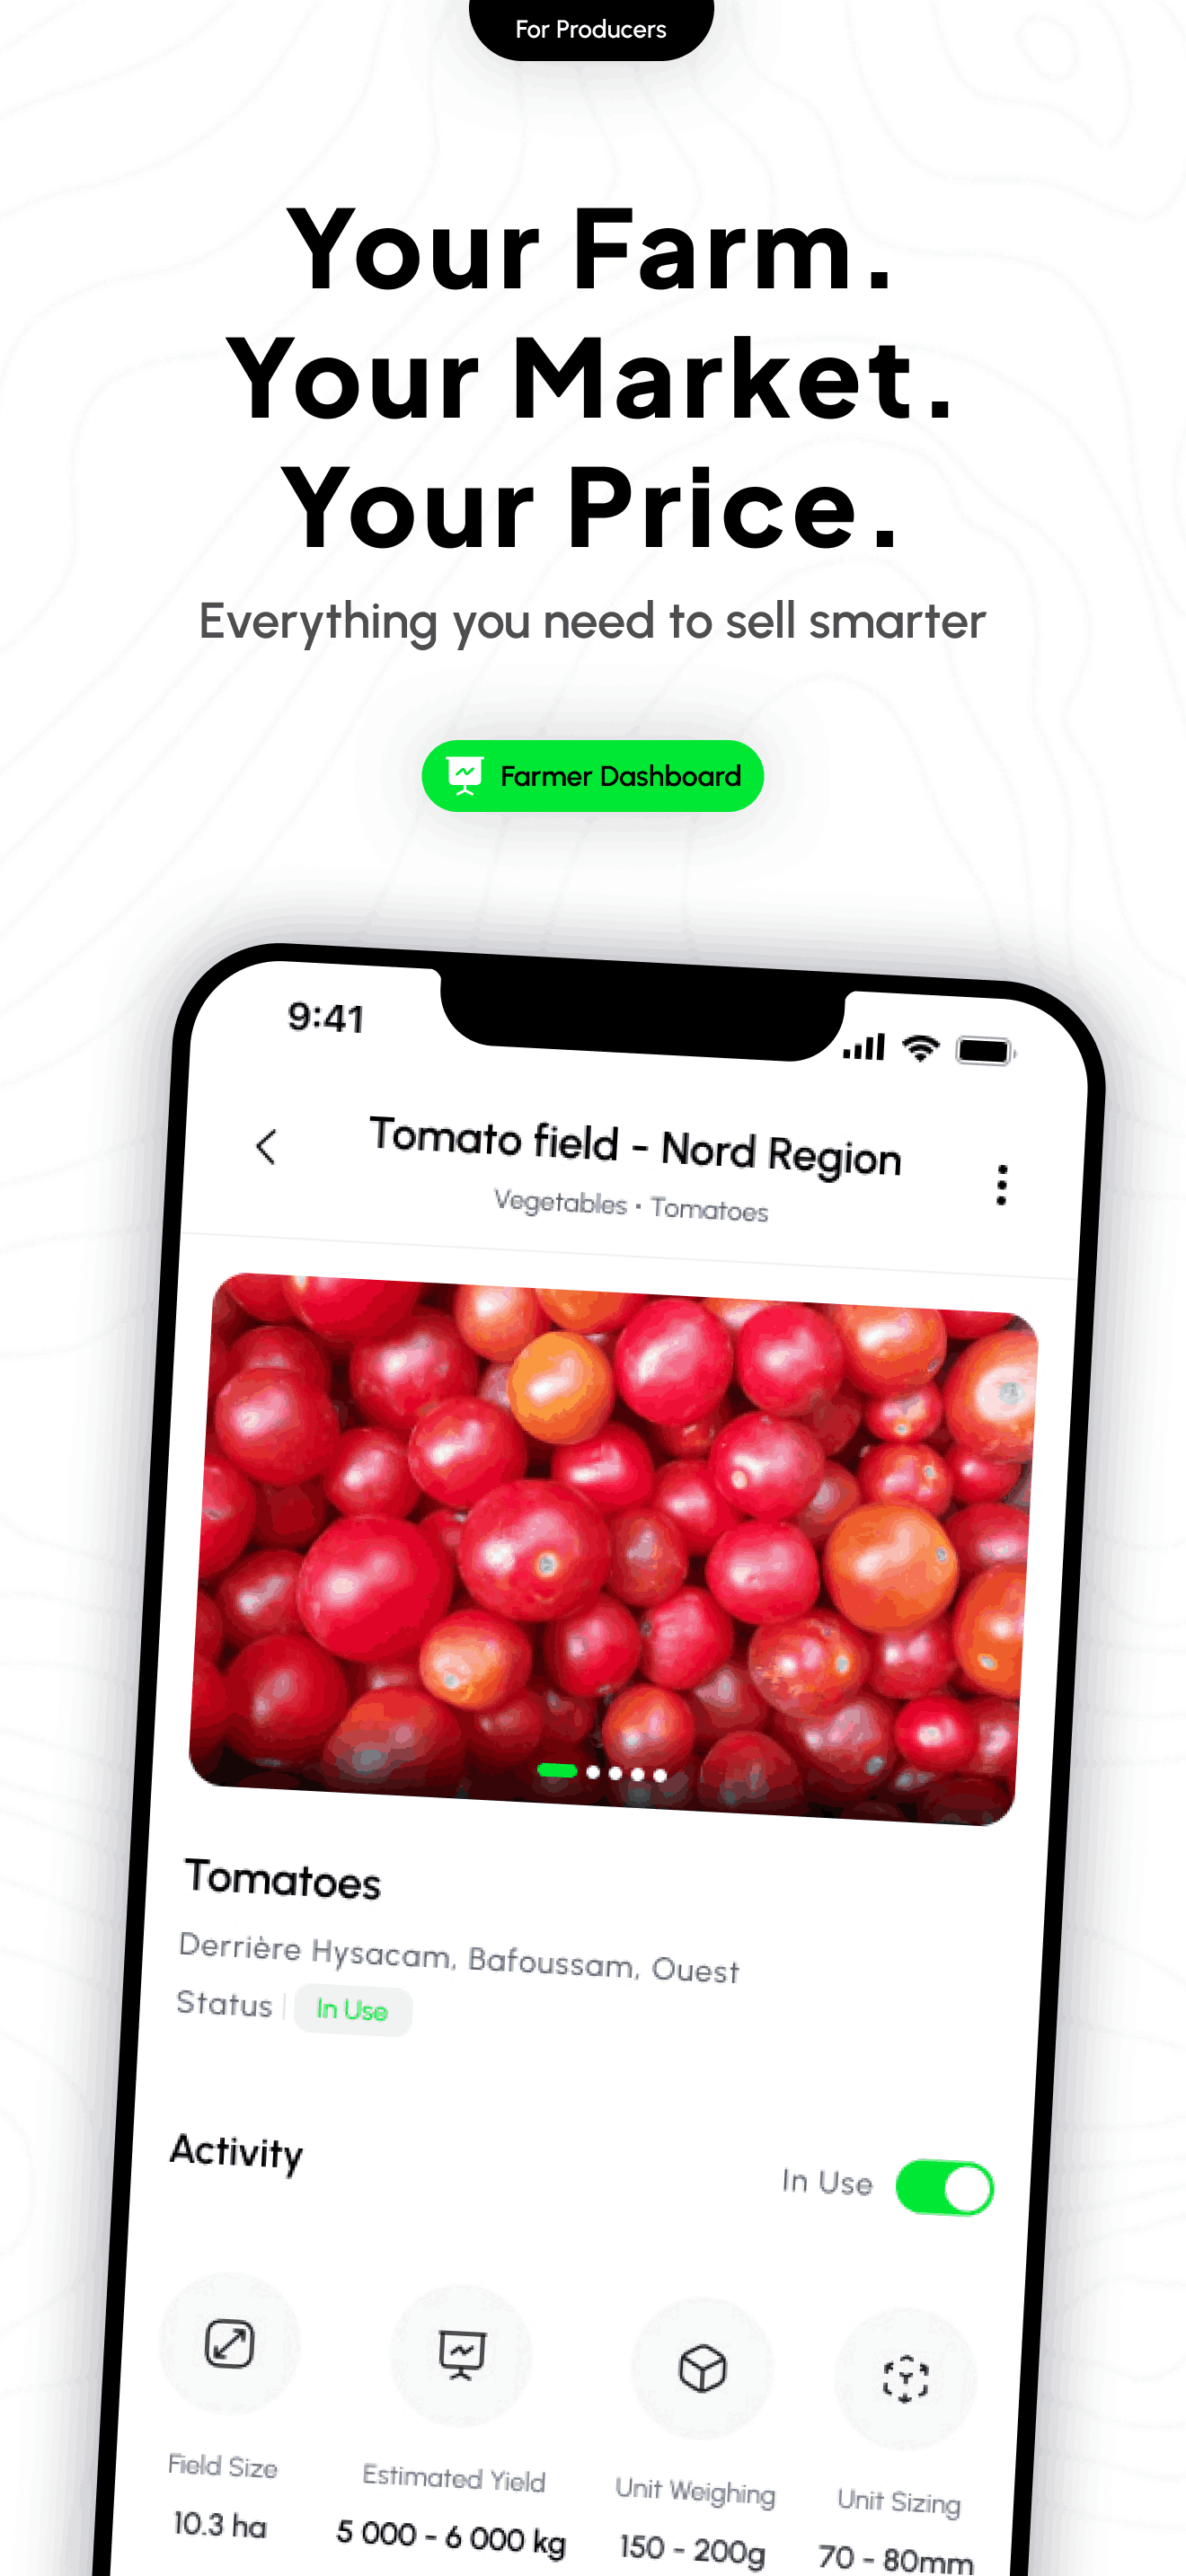 For Producers
Your Farm.
Your Market.
Your Price.
Everything you need to sell smarter
Farmer Dashboard
9:41
Tomato field - Nord Region
Vegetables • Tomatoes
Tomatoes
Derrière Hysacam, Bafoussam, Ouest
Status | In Use
Activity
In Use
Field Size Estimated Yield Unit Weighing Unit Sizing
10.3 ha 5 000 - 6 000 kg 150 - 200g 70 - 80mm